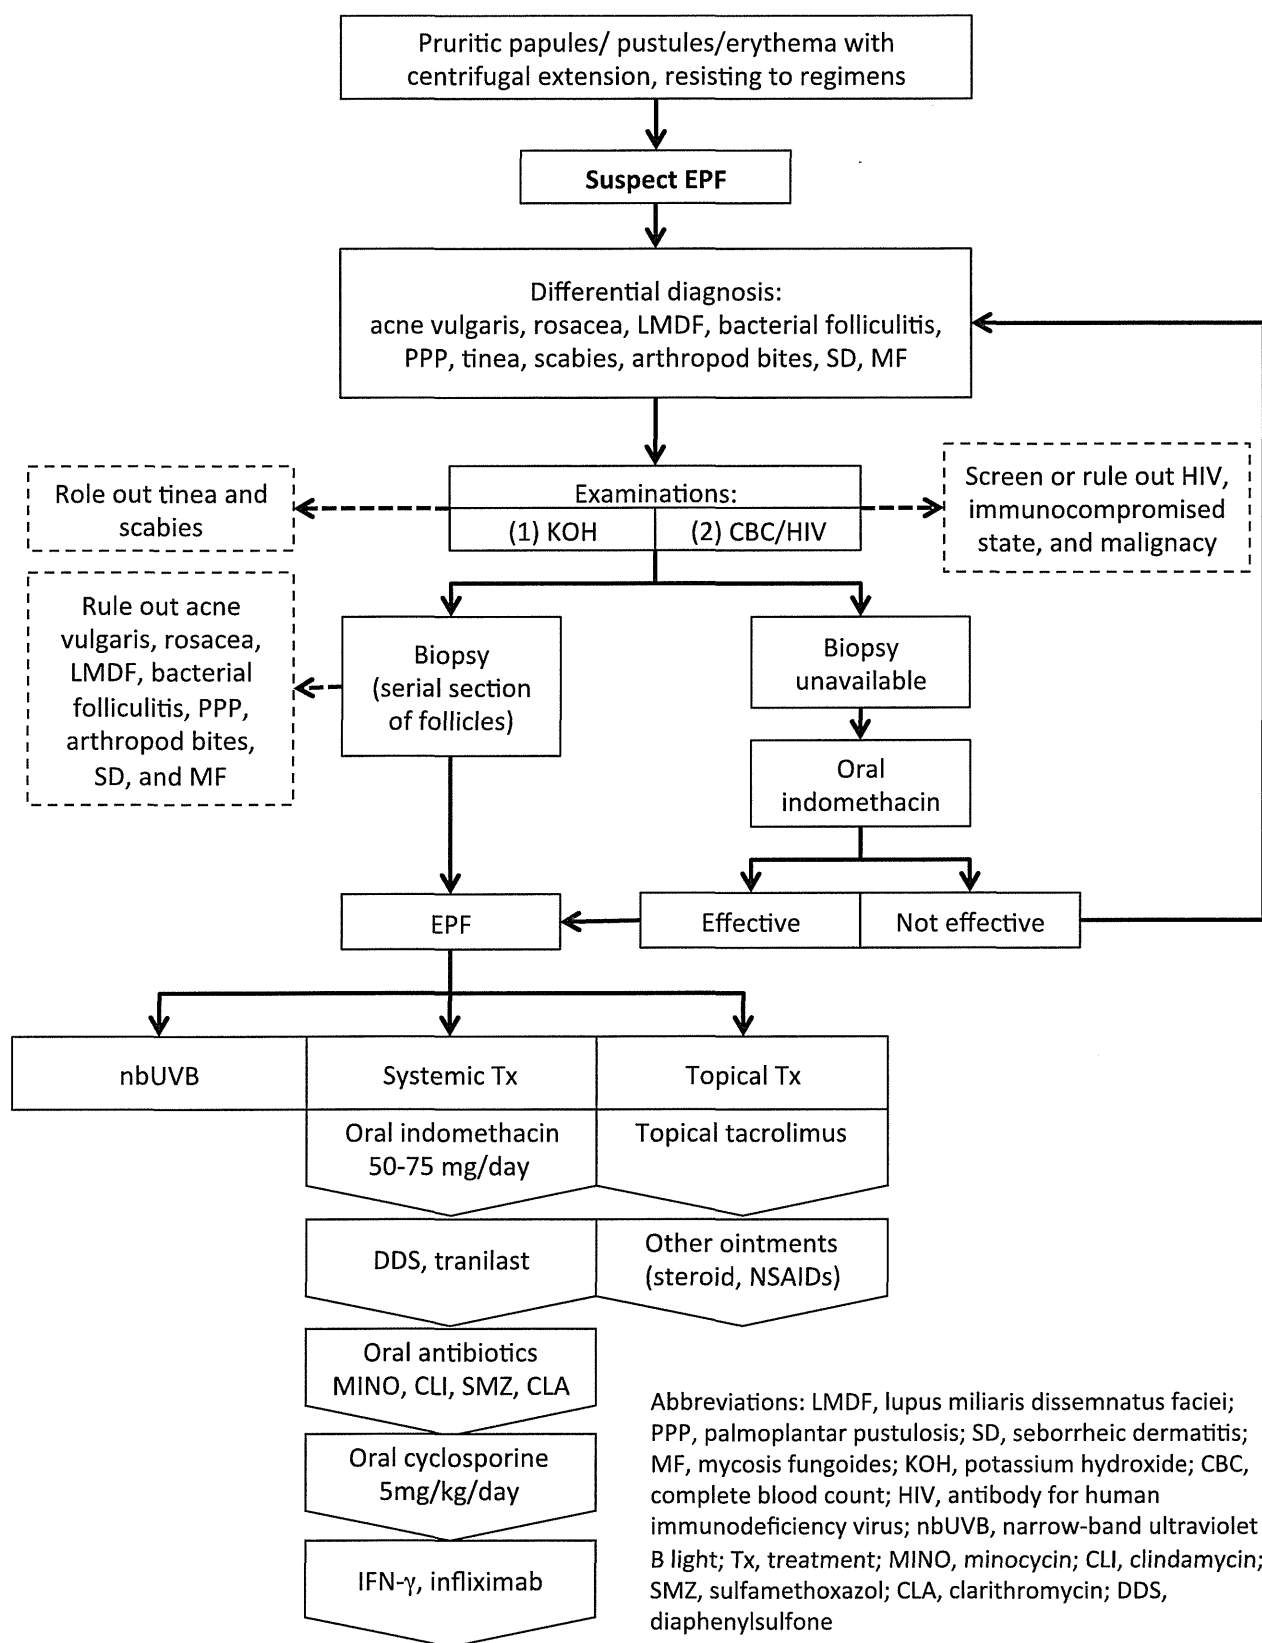 Pruritic papules/ pustules/erythema with
centrifugal extension, resisting to regimens
Suspect EPF
Differential diagnosis:
acne vulgaris, rosacea, LMDF, bacterial folliculitis,
PPP, tinea, scabies, arthropod bites, SD, MF
Role out tinea and
scabies
Examinations:
(1) KOH
(2) CBC/HIV
Screen or rule out HIV,
immunocompromised
state, and malignacy
Rule out acne
vulgaris, rosacea,
LMDF, bacterial
folliculitis, PPP,
arthropod bites,
SD, and MF
Biopsy
(serial section
of follicles)
Biopsy
unavailable
Oral
indomethacin
EPF
Effective
Not effective
nbUVB
Systemic Tx
Topical Tx
Oral indomethacin
50-75 mg/day
Topical tacrolimus
DDS, tranilast
Other ointments
(steroid, NSAIDs)
Oral antibiotics
MINO, CLI, SMZ, CLA
Oral cyclosporine
5mg/kg/day
IFN-γ, infliximab
Abbreviations: LMDF, lupus miliaris dissemnatus faciei;
PPP, palmoplantar pustulosis; SD, seborrheic dermatitis;
MF, mycosis fungoides; KOH, potassium hydroxide; CBC,
complete blood count; HIV, antibody for human
immunodeficiency virus; nbUVB, narrow-band ultraviolet
B light; Tx, treatment; MINO, minocycin; CLI, clindamycin;
SMZ, sulfamethoxazol; CLA, clarithromycin; DDS,
diaphenylsulfone